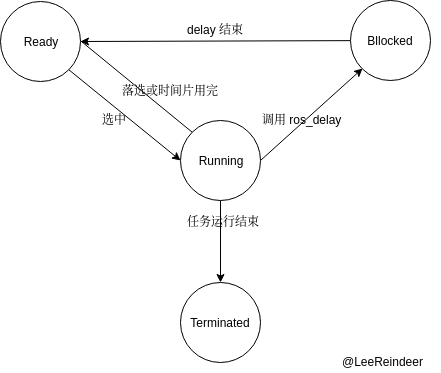 delay 结束
Ready
Bllocked
落选或时间片用完
选中
调用 ros_delay
Running
任务运行结束
Terminated
@LeeReindeer